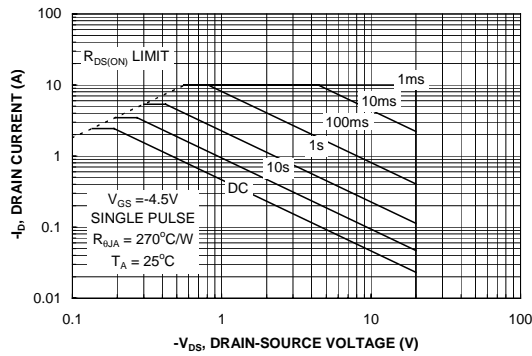 100
10
1
0.1
0.01
-I_D, DRAIN CURRENT (A)
R_DS(ON) LIMIT
1ms
10ms
100ms
1s
10s
DC
V_GS =-4.5V
SINGLE PULSE
R_θJA = 270°C/W
T_A = 25°C
0.1 1 10 100
-V_DS, DRAIN-SOURCE VOLTAGE (V)